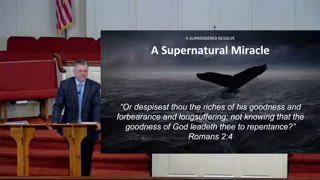 A SURRENDERED RESOLVE
A Supernatural Miracle
“Or despisest thou the riches of his goodness and
forbearance and longsuffering; not knowing that the
goodness of God leadeth thee to repentance?”
Romans 2:4